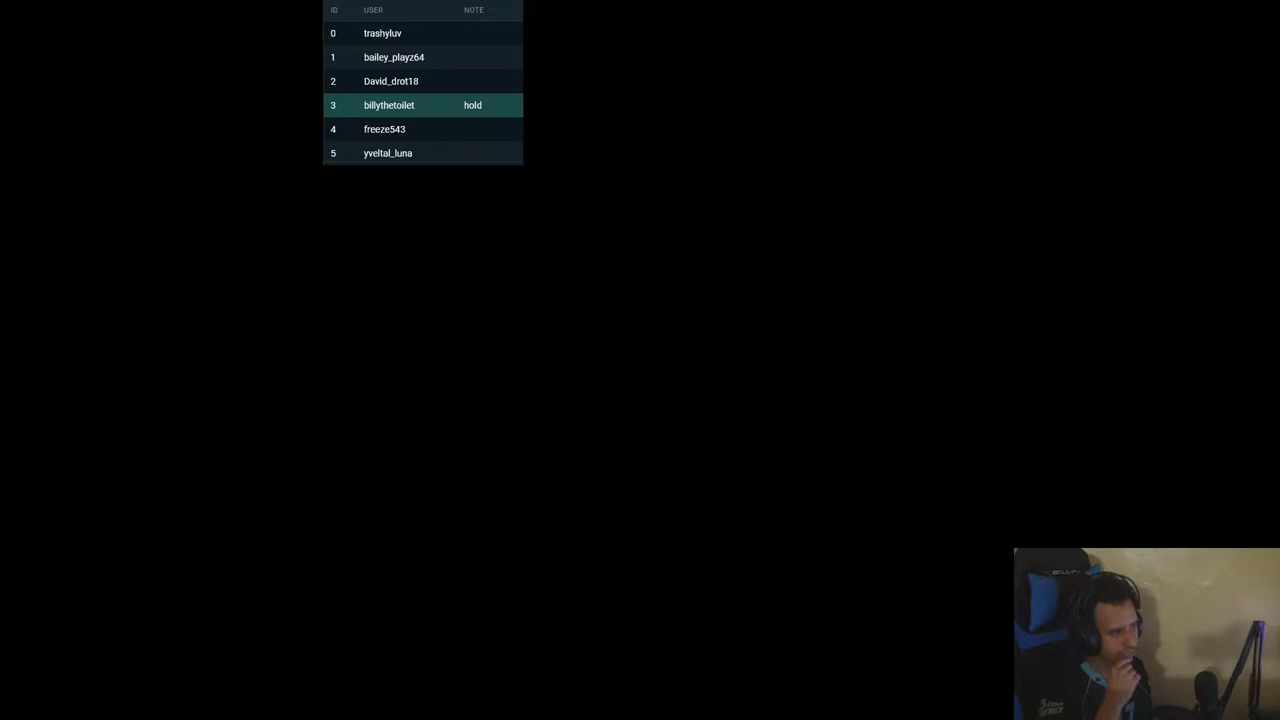 ID USER NOTE
0 trashyluv
1 bailey_playz64
2 David_drot18
3 billythetoilet hold
4 freeze543
5 yveltal_luna